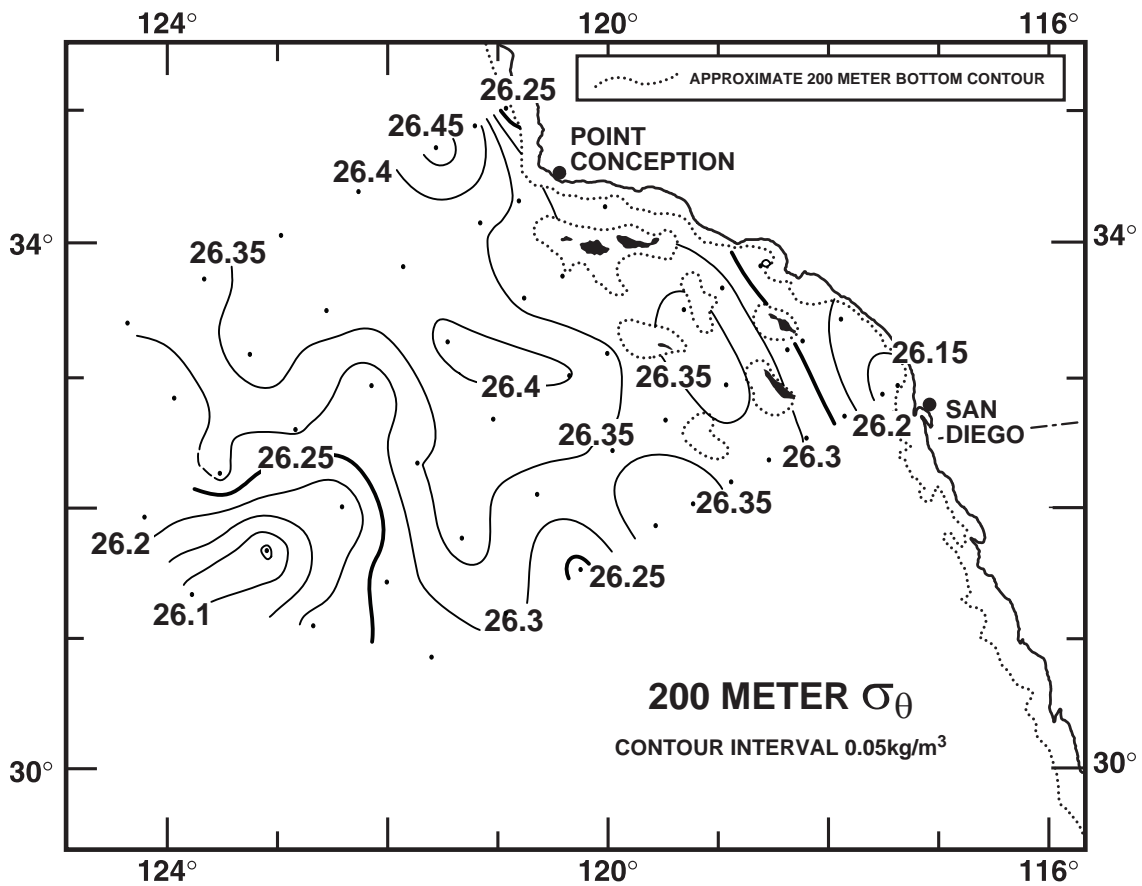 124° 120° 116°
APPROXIMATE 200 METER BOTTOM CONTOUR
26.25
26.45
POINT
CONCEPTION
26.4
34° 34°
26.35
26.15
26.35
26.4
SAN
DIEGO
26.2
26.35
26.25
26.3
26.35
26.2
26.25
26.1
26.3
200 METER σθ
CONTOUR INTERVAL 0.05kg/m³
30° 30°
124° 120° 116°